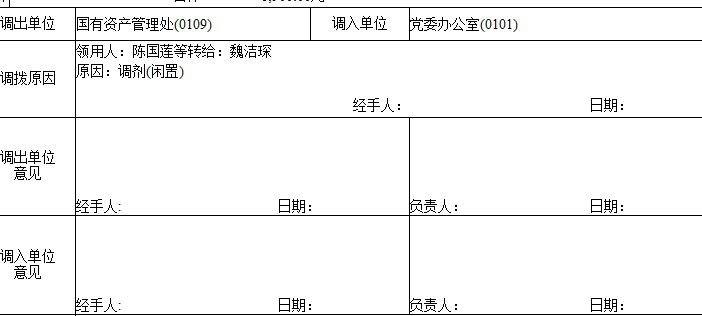 调出单位 国有资产管理处(0109) 调入单位 党委办公室(0101)
领用人：陈国莲等转给：魏洁琛
调拨原因 原因：调剂(闲置)
经手人： 日期：
调出单位
意见
经手人: 日期： 负责人： 日期：
调入单位
意见
经手人: 日期： 负责人： 日期：